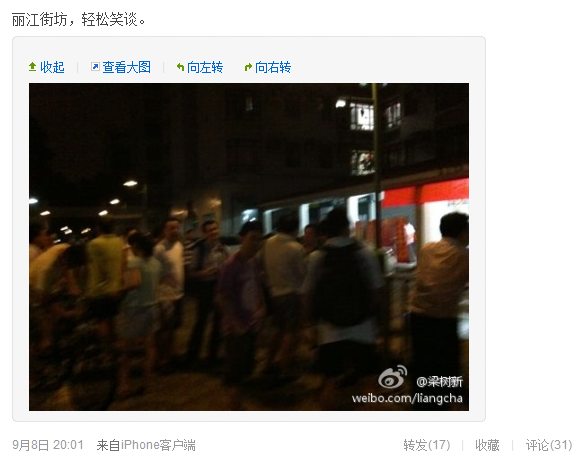 丽江街坊，轻松笑谈。
收起 | 查看大图 | 向左转 向右转
@梁树新
weibo.com/liangcha
9月8日 20:01 来自iPhone客户端 转发(17) | 收藏 | 评论(31)